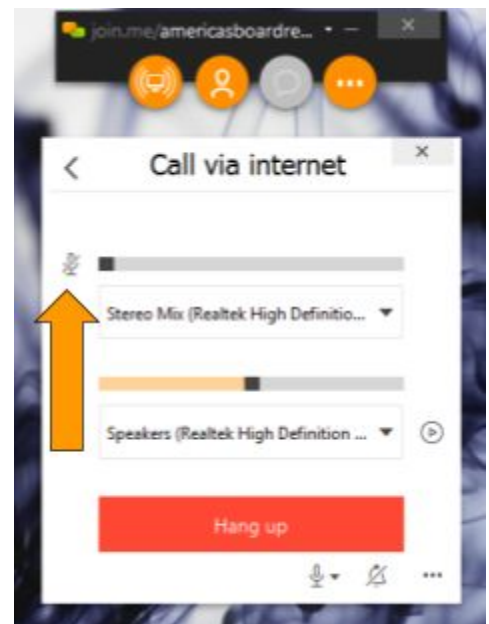 join.me/americasboardre...
Call via internet
Stereo Mix (Realtek High Definitio...
Speakers (Realtek High Definition ...
Hang up